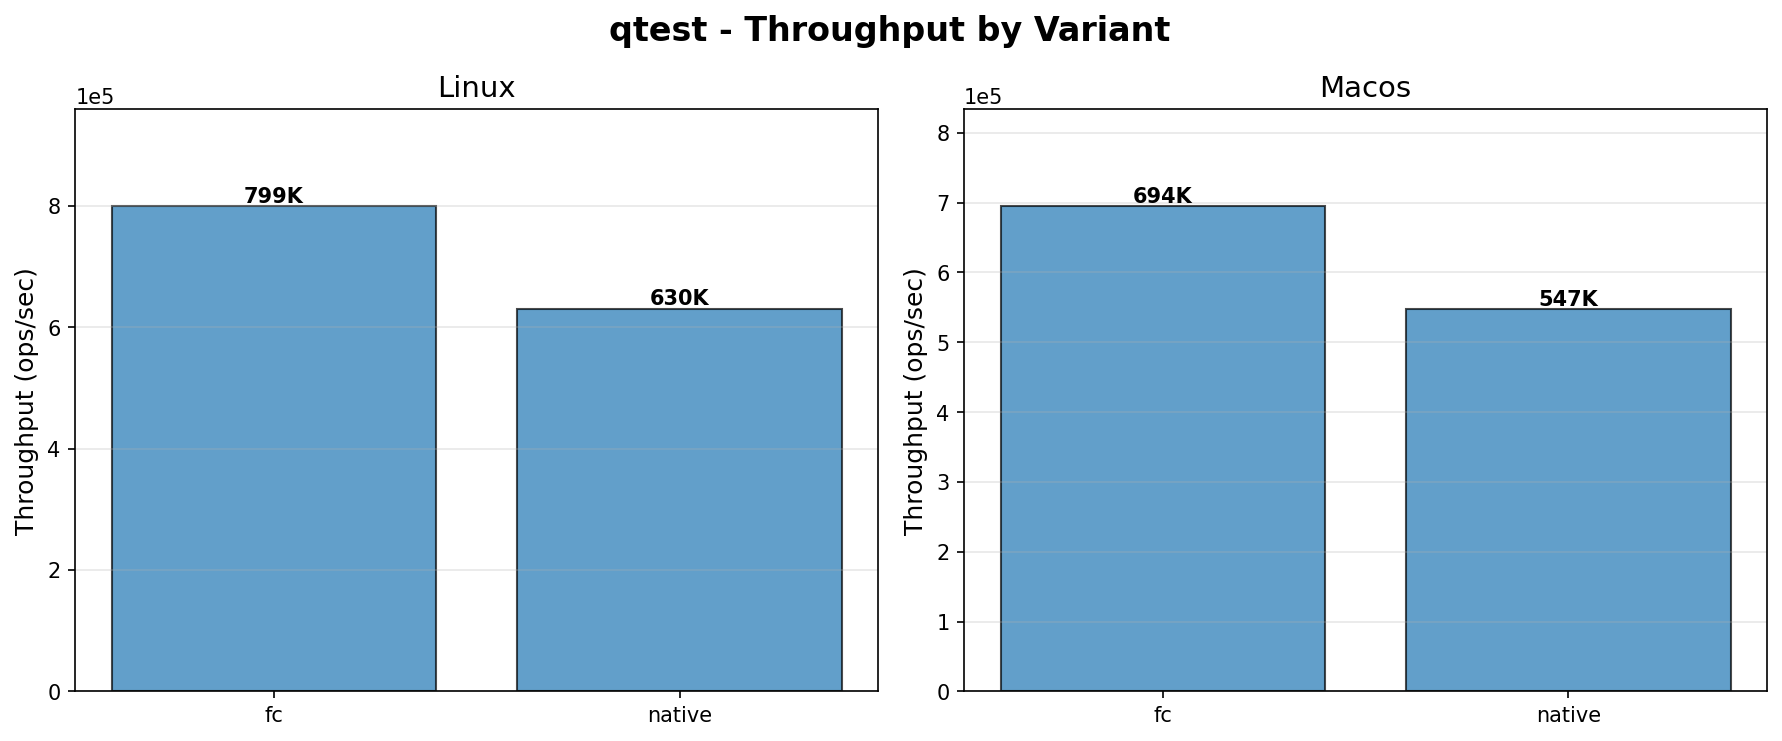 qtest - Throughput by Variant
Linux
1e5
Throughput (ops/sec)
8
6
4
2
0
799K
630K
fc
native
Macos
1e5
Throughput (ops/sec)
8
7
6
5
4
3
2
1
0
694K
547K
fc
native